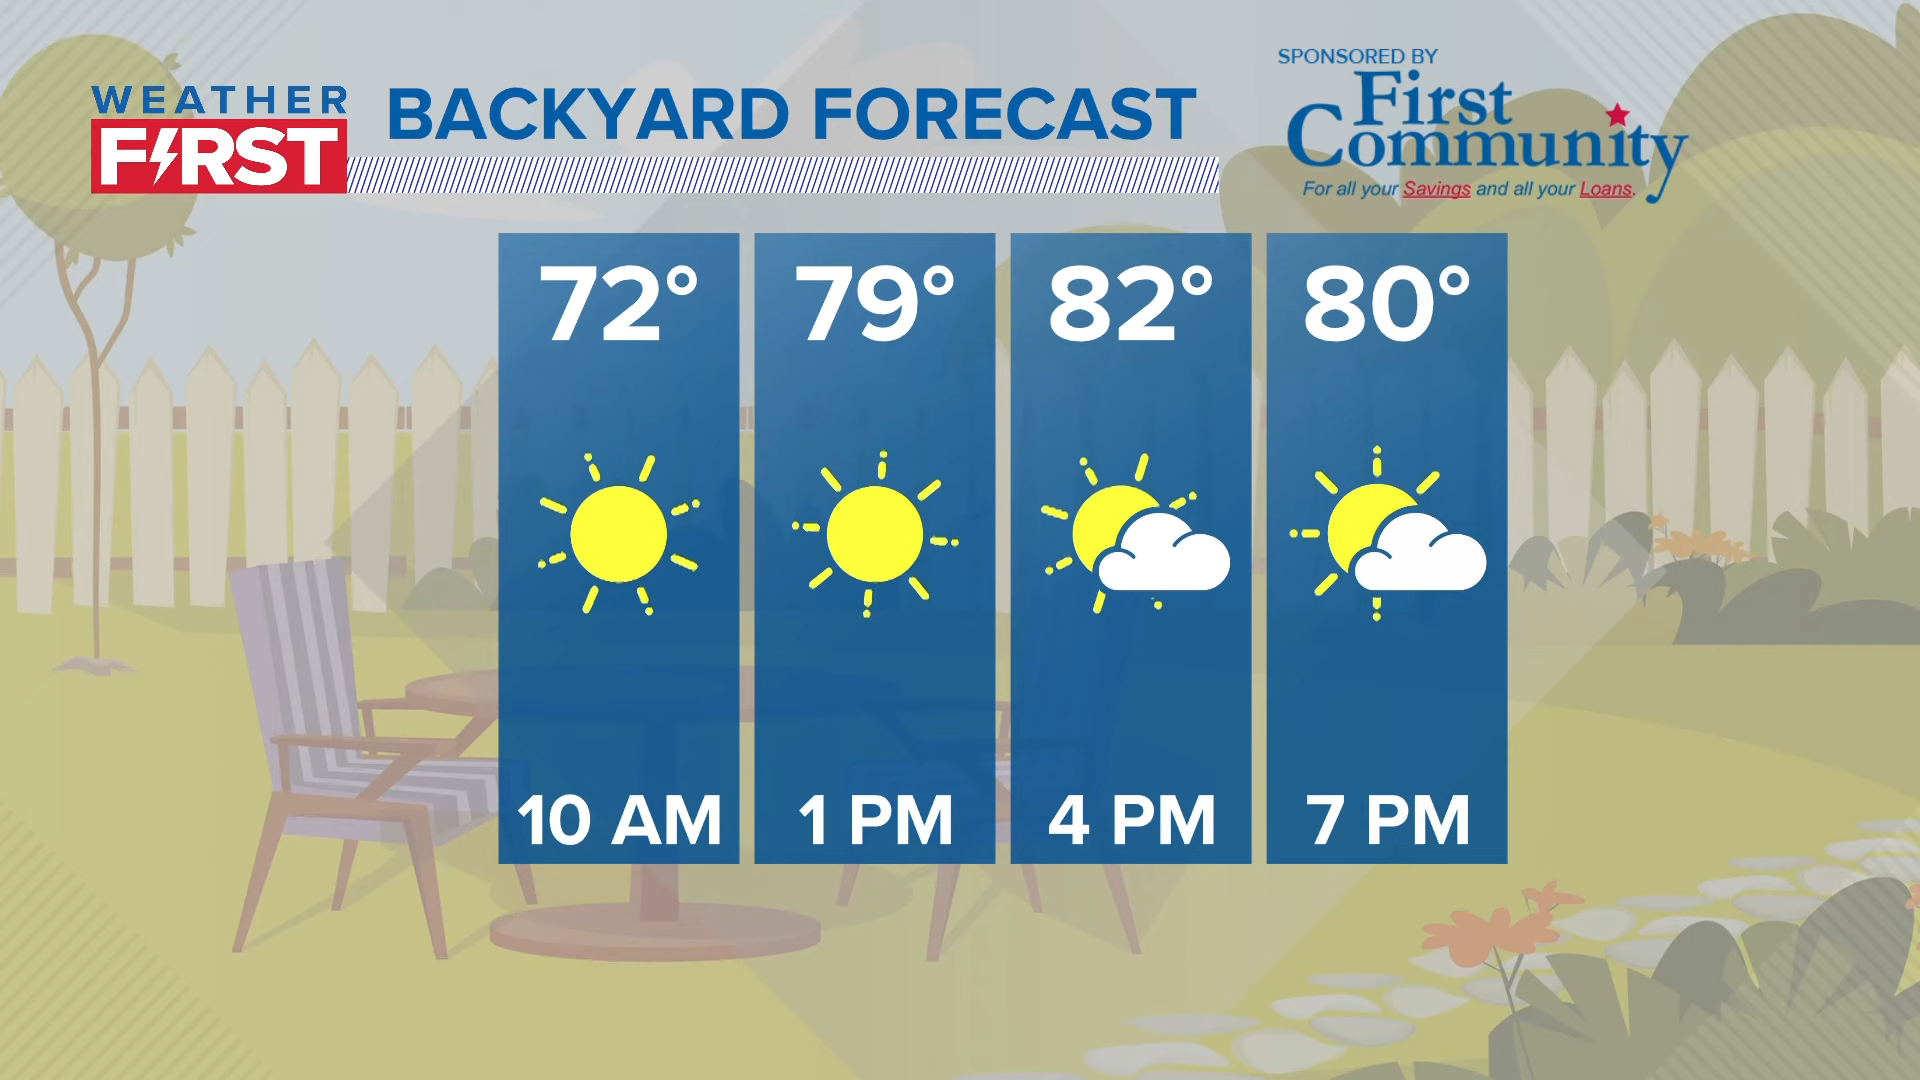 WEATHER
FIRST
BACKYARD FORECAST
SPONSORED BY
First
Community
For all your Savings and all your Loans.
72° 79° 82° 80°
10 AM 1 PM 4 PM 7 PM